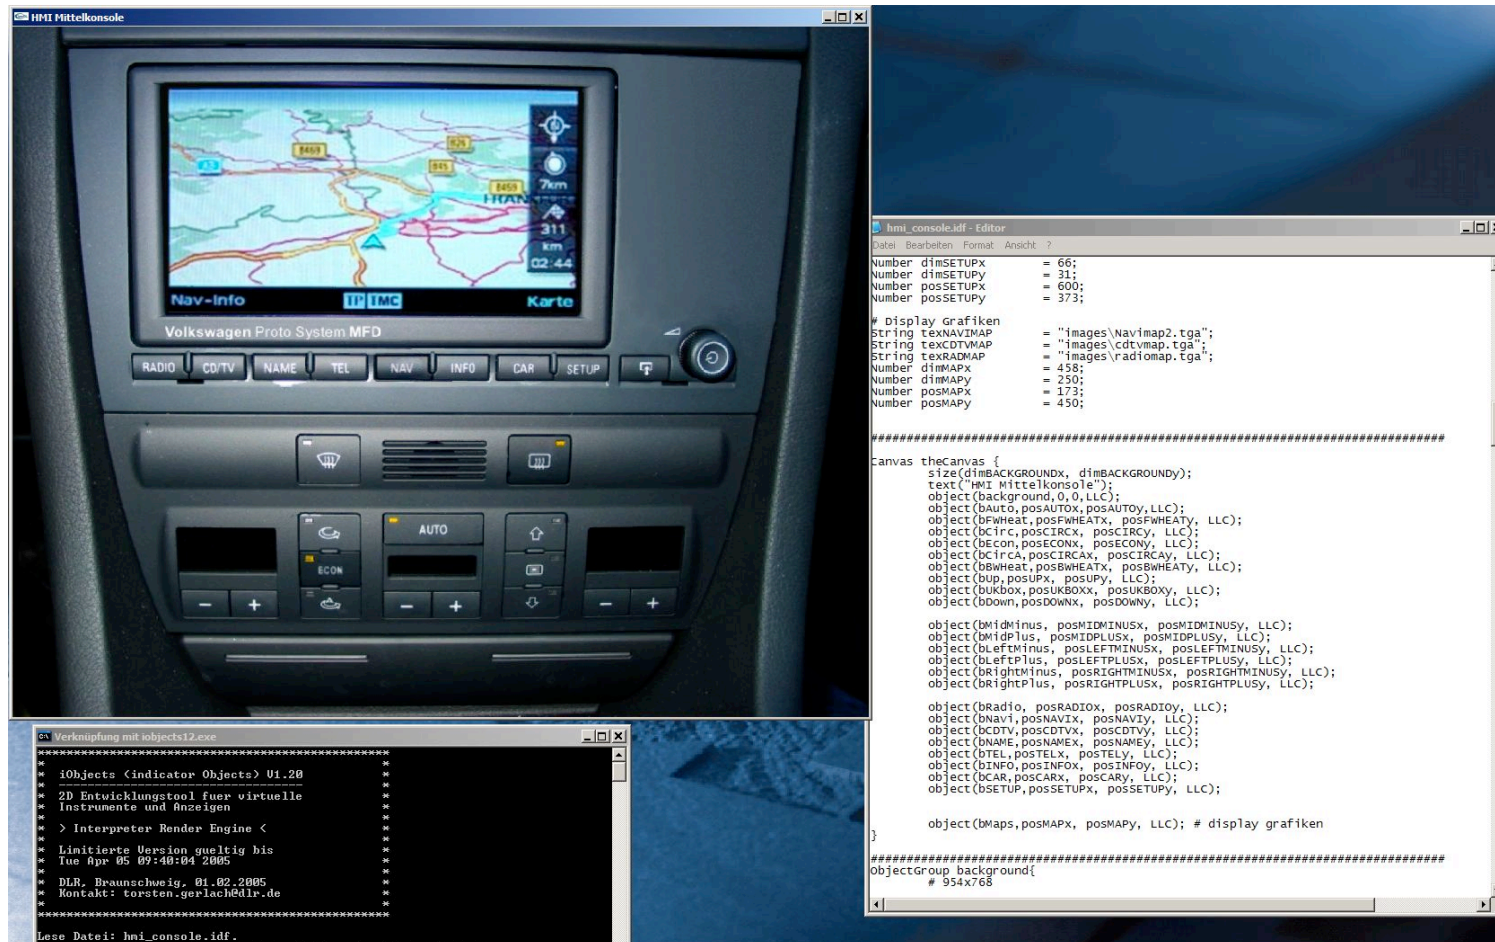 HMI Mittelkonsole
B469
B26
A3
B45
B459
FRANKFU
7km
311
km
02:44
Nav-Info
TP TMC
Karte
Volkswagen Proto System MFD
RADIO CD/TV NAME TEL NAV INFO CAR SETUP
AUTO
ECON
- + - + - +
Verknüpfung mit iobjects12.exe
**************************************************
* *
* iObjects (indicator Objects) V1.20 *
* ---------------------------------- *
* 2D Entwicklungstool fuer virtuelle *
* Instrumente und Anzeigen *
* *
* > Interpreter Render Engine < *
* *
* Limitierte Version gueltig bis *
* Tue Apr 05 09:40:04 2005 *
* *
* DLR, Braunschweig, 01.02.2005 *
* Kontakt: torsten.gerlach@dlr.de *
* *
**************************************************
Lese Datei: hmi_console.idf.
hmi_console.idf - Editor
Datei Bearbeiten Format Ansicht ?
Number dimSETUPx = 66;
Number dimSETUPy = 31;
Number posSETUPx = 600;
Number posSETUPy = 373;
# Display Grafiken
String texNAVIMAP = "images\Navimap2.tga";
String texCDTVMAP = "images\cdtvmap.tga";
String texRADMAP = "images\radiomap.tga";
Number dimMAPx = 458;
Number dimMAPy = 250;
Number posMAPx = 173;
Number posMAPy = 450;
################################################################################
Canvas theCanvas {
size(dimBACKGROUNDx, dimBACKGROUNDy);
text("HMI Mittelkonsole");
object(background,0,0,LLC);
object(bAuto,posAUTOx,posAUTOy,LLC);
object(bFWHeat,posFWHEATx, posFWHEATy, LLC);
object(bCirc,posCIRCx, posCIRCy, LLC);
object(bEcon,posECONx, posECONy, LLC);
object(bCircA,posCIRCAx, posCIRCAy, LLC);
object(bBWHeat,posBWHEATx, posBWHEATy, LLC);
object(bUp,posUPx, posUPy, LLC);
object(bUKbox,posUKBOXx, posUKBOXy, LLC);
object(bDown,posDOWNx, posDOWNy, LLC);
object(bMidMinus, posMIDMINUSx, posMIDMINUSy, LLC);
object(bMidPlus, posMIDPLUSx, posMIDPLUSy, LLC);
object(bLeftMinus, posLEFTMINUSx, posLEFTMINUSy, LLC);
object(bLeftPlus, posLEFTPLUSx, posLEFTPLUSy, LLC);
object(bRightMinus, posRIGHTMINUSx, posRIGHTMINUSy, LLC);
object(bRightPlus, posRIGHTPLUSx, posRIGHTPLUSy, LLC);
object(bRadio, posRADIOx, posRADIOy, LLC);
object(bNavi,posNAVIx, posNAVIy, LLC);
object(bCDTV,posCDTVx, posCDTVy, LLC);
object(bNAME,posNAMEx, posNAMEy, LLC);
object(bTEL,posTELx, posTELy, LLC);
object(bINFO,posINFOx, posINFOy, LLC);
object(bCAR,posCARx, posCARy, LLC);
object(bSETUP,posSETUPx, posSETUPy, LLC);
object(bMaps,posMAPx, posMAPy, LLC); # display grafiken
}
################################################################################
ObjectGroup background{
# 954x768